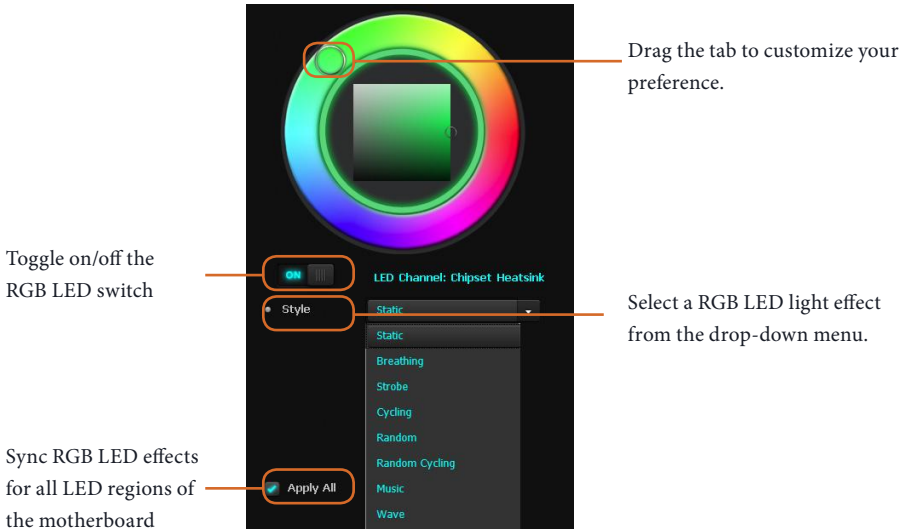 Drag the tab to customize your
preference.
Toggle on/off the
RGB LED switch
ON
LED Channel: Chipset Heatsink
Style
Static
Select a RGB LED light effect
from the drop-down menu.
Static
Breathing
Strobe
Cycling
Random
Random Cycling
Music
Wave
Sync RGB LED effects
for all LED regions of
the motherboard
Apply All